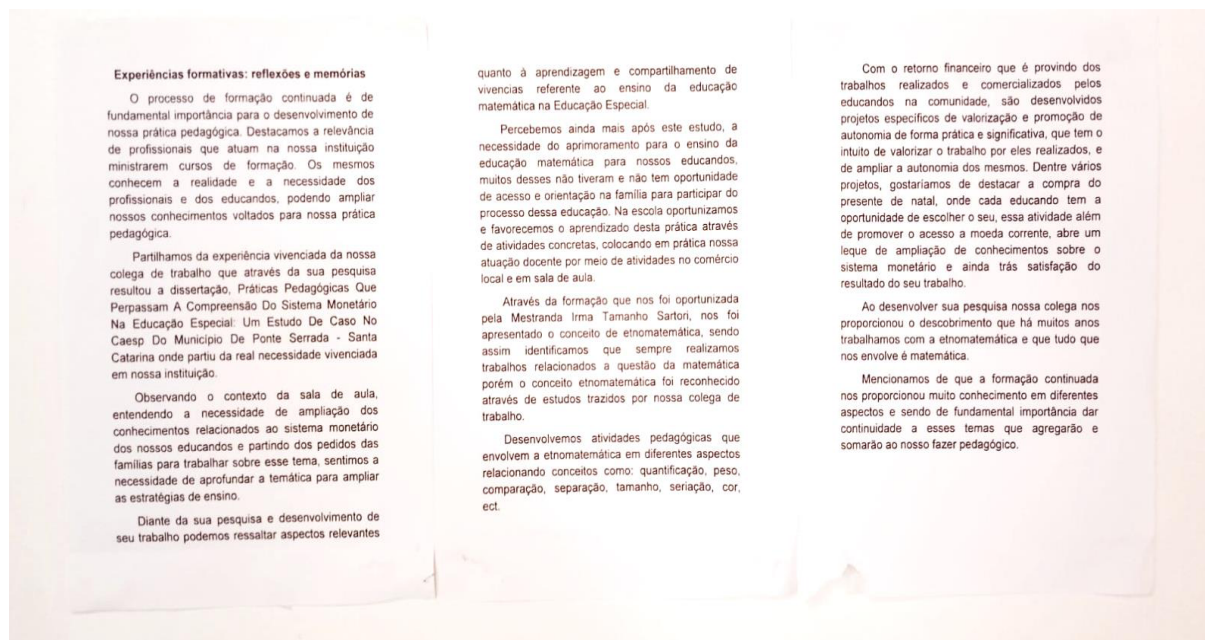 Experiências formativas: reflexões e memórias
O processo de formação continuada é de
fundamental importância para o desenvolvimento de
nossa prática pedagógica. Destacamos a relevância
de profissionais que atuam na nossa instituição
ministrarem cursos de formação. Os mesmos
conhecem a realidade e a necessidade dos
profissionais e dos educandos, podendo ampliar
nossos conhecimentos voltados para nossa prática
pedagógica.
Partilhamos da experiência vivenciada da nossa
colega de trabalho que através da sua pesquisa
resultou a dissertação, Práticas Pedagógicas Que
Perpassam A Compreensão Do Sistema Monetário
Na Educação Especial: Um Estudo De Caso No
Caesp Do Município De Ponte Serrada - Santa
Catarina onde partiu da real necessidade vivenciada
em nossa instituição.
Observando o contexto da sala de aula,
entendendo a necessidade de ampliação dos
conhecimentos relacionados ao sistema monetário
dos nossos educandos e partindo dos pedidos das
famílias para trabalhar sobre esse tema, sentimos a
necessidade de aprofundar a temática para ampliar
as estratégias de ensino.
Diante da sua pesquisa e desenvolvimento de
seu trabalho podemos ressaltar aspectos relevantes
quanto à aprendizagem e compartilhamento de
vivencias referente ao ensino da educação
matemática na Educação Especial.
Percebemos ainda mais após este estudo, a
necessidade do aprimoramento para o ensino da
educação matemática para nossos educandos,
muitos desses não tiveram e não tem oportunidade
de acesso e orientação na família para participar do
processo dessa educação. Na escola oportunizamos
e favorecemos o aprendizado desta prática através
de atividades concretas, colocando em prática nossa
atuação docente por meio de atividades no comércio
local e em sala de aula.
Através da formação que nos foi oportunizada
pela Mestranda Irma Tamanho Sartori, nos foi
apresentado o conceito de etnomatemática, sendo
assim identificamos que sempre realizamos
trabalhos relacionados a questão da matemática
porém o conceito etnomatemática foi reconhecido
através de estudos trazidos por nossa colega de
trabalho.
Desenvolvemos atividades pedagógicas que
envolvem a etnomatemática em diferentes aspectos
relacionando conceitos como: quantificação, peso,
comparação, separação, tamanho, seriação, cor,
ect.
Com o retorno financeiro que é provindo dos
trabalhos realizados e comercializados pelos
educandos na comunidade, são desenvolvidos
projetos específicos de valorização e promoção de
autonomia de forma prática e significativa, que tem o
intuito de valorizar o trabalho por eles realizados, e
de ampliar a autonomia dos mesmos. Dentre vários
projetos, gostaríamos de destacar a compra do
presente de natal, onde cada educando tem a
oportunidade de escolher o seu, essa atividade além
de promover o acesso a moeda corrente, abre um
leque de ampliação de conhecimentos sobre o
sistema monetário e ainda trás satisfação do
resultado do seu trabalho.
Ao desenvolver sua pesquisa nossa colega nos
proporcionou o descobrimento que há muitos anos
trabalhamos com a etnomatemática e que tudo que
nos envolve é matemática.
Mencionamos de que a formação continuada
nos proporcionou muito conhecimento em diferentes
aspectos e sendo de fundamental importância dar
continuidade a esses temas que agregarão e
somarão ao nosso fazer pedagógico.